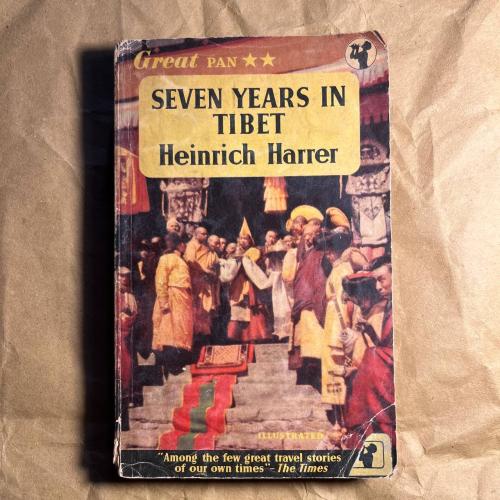 Great PAN ★★
SEVEN YEARS IN
TIBET
Heinrich Harrer
ILLUSTRATED
"Among the few great travel stories
of our own times"- The Times